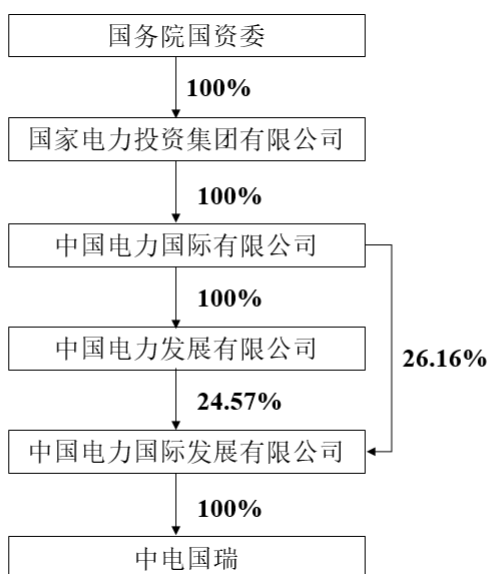 国务院国资委
100%
国家电力投资集团有限公司
100%
中国电力国际有限公司
100%
中国电力发展有限公司
26.16%
24.57%
中国电力国际发展有限公司
100%
中电国瑞